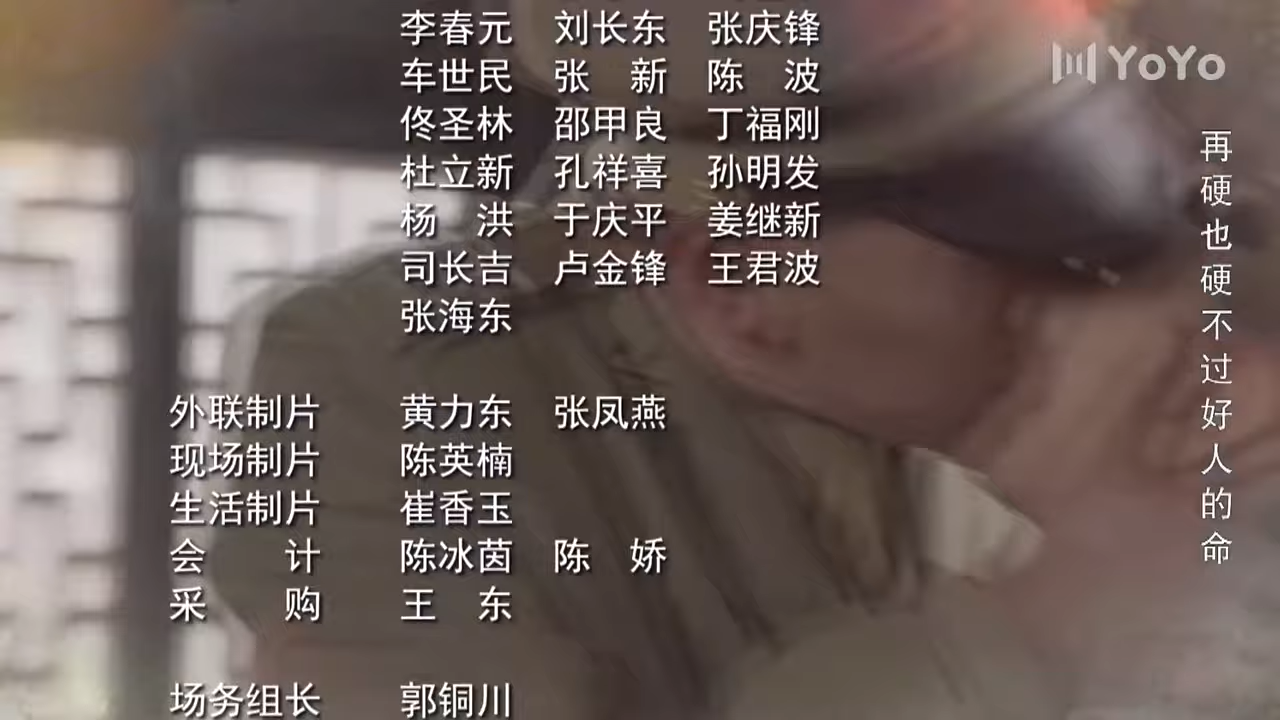 李春元 刘长东 张庆锋
车世民 张 新 陈 波
佟圣林 邵甲良 丁福刚
杜立新 孔祥喜 孙明发
杨 洪 于庆平 姜继新
司长吉 卢金锋 王君波
张海东
外联制片 黄力东 张凤燕
现场制片 陈英楠
生活制片 崔香玉
会 计 陈冰茵 陈 娇
采 购 王 东
场务组长 郭铜川
YoYo
再硬也硬不过好人的命